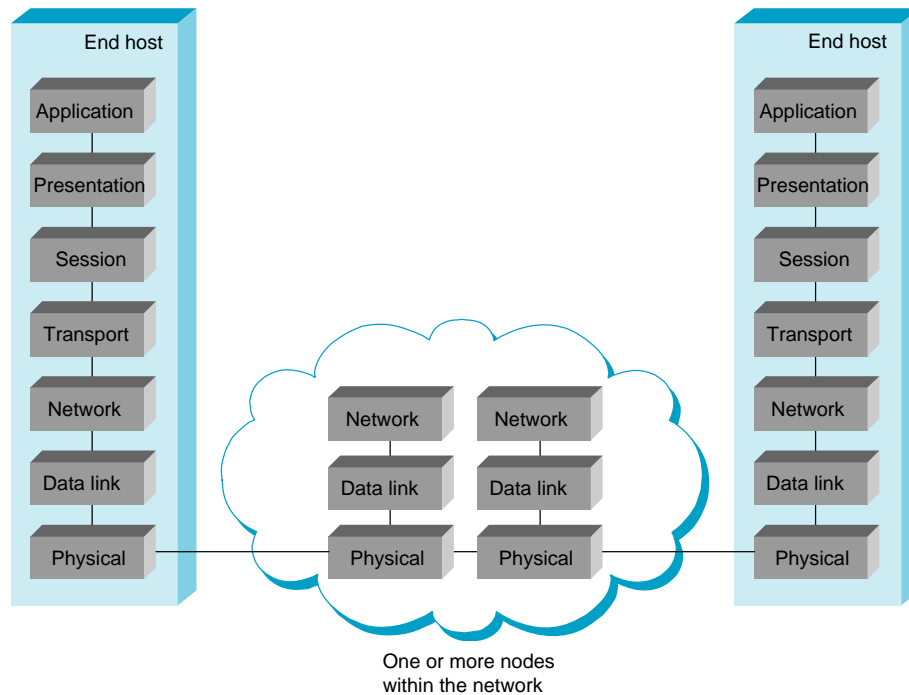 End host
Application
Presentation
Session
Transport
Network
Data link
Physical
Network
Data link
Physical
Network
Data link
Physical
One or more nodes
within the network
End host
Application
Presentation
Session
Transport
Network
Data link
Physical